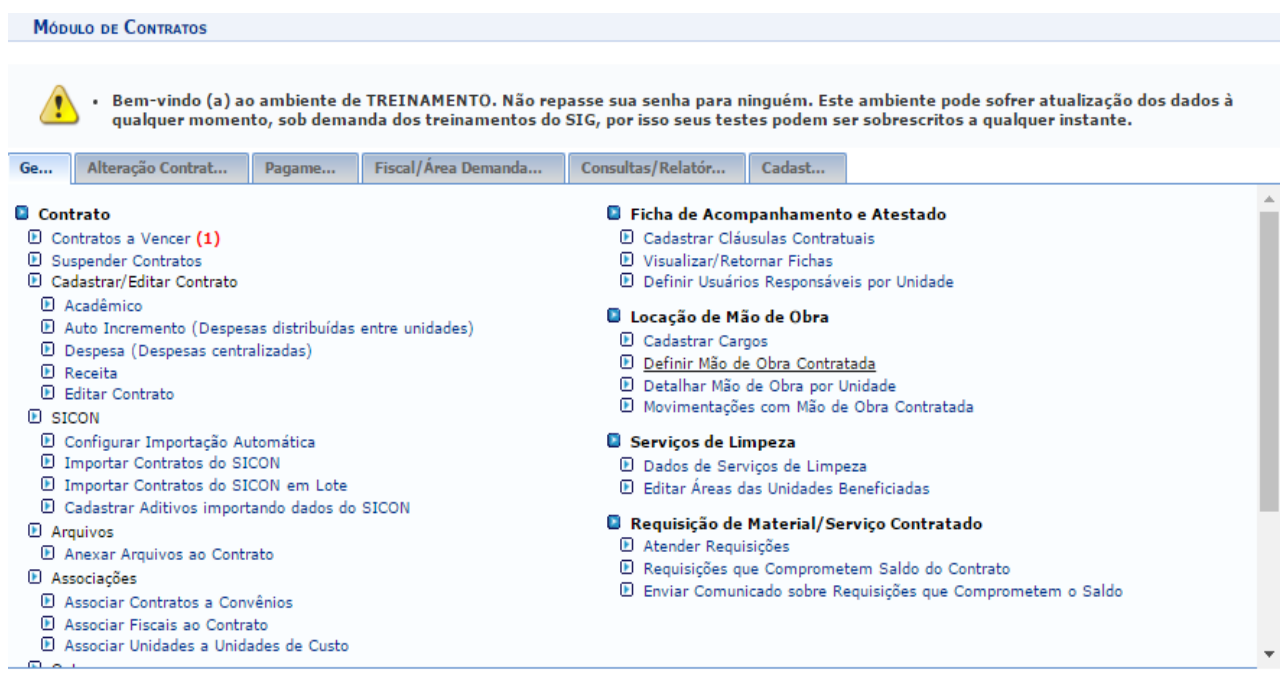 Módulo de Contratos
• Bem-vindo (a) ao ambiente de TREINAMENTO. Não repasse sua senha para ninguém. Este ambiente pode sofrer atualização dos dados à
qualquer momento, sob demanda dos treinamentos do SIG, por isso seus testes podem ser sobrescritos a qualquer instante.
Ge... Alteração Contrat... Pagame... Fiscal/Área Demanda... Consultas/Relatór... Cadast...
Contrato
Contratos a Vencer (1)
Suspender Contratos
Cadastrar/Editar Contrato
Acadêmico
Auto Incremento (Despesas distribuídas entre unidades)
Despesa (Despesas centralizadas)
Receita
Editar Contrato
SICON
Configurar Importação Automática
Importar Contratos do SICON
Importar Contratos do SICON em Lote
Cadastrar Aditivos importando dados do SICON
Arquivos
Anexar Arquivos ao Contrato
Associações
Associar Contratos a Convênios
Associar Fiscais ao Contrato
Associar Unidades a Unidades de Custo
Ficha de Acompanhamento e Atestado
Cadastrar Cláusulas Contratuais
Visualizar/Retornar Fichas
Definir Usuários Responsáveis por Unidade
Locação de Mão de Obra
Cadastrar Cargos
Definir Mão de Obra Contratada
Detalhar Mão de Obra por Unidade
Movimentações com Mão de Obra Contratada
Serviços de Limpeza
Dados de Serviços de Limpeza
Editar Áreas das Unidades Beneficiadas
Requisição de Material/Serviço Contratado
Atender Requisições
Requisições que Comprometem Saldo do Contrato
Enviar Comunicado sobre Requisições que Comprometem o Saldo